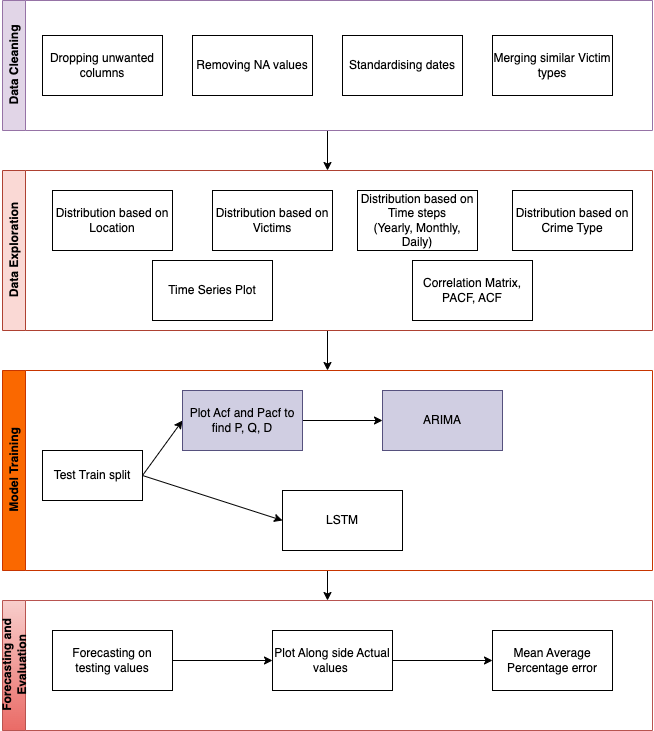 Data Cleaning
Dropping unwanted
columns
Removing NA values
Standardising dates
Merging similar Victim
types
Data Exploration
Distribution based on
Location
Distribution based on
Victims
Distribution based on
Time steps
(Yearly, Monthly,
Daily)
Distribution based on
Crime Type
Time Series Plot
Correlation Matrix,
PACF, ACF
Model Training
Plot Acf and Pacf to
find P, Q, D
ARIMA
Test Train split
LSTM
Forecasting and
Evaluation
Forecasting on
testing values
Plot Along side Actual
values
Mean Average
Percentage error